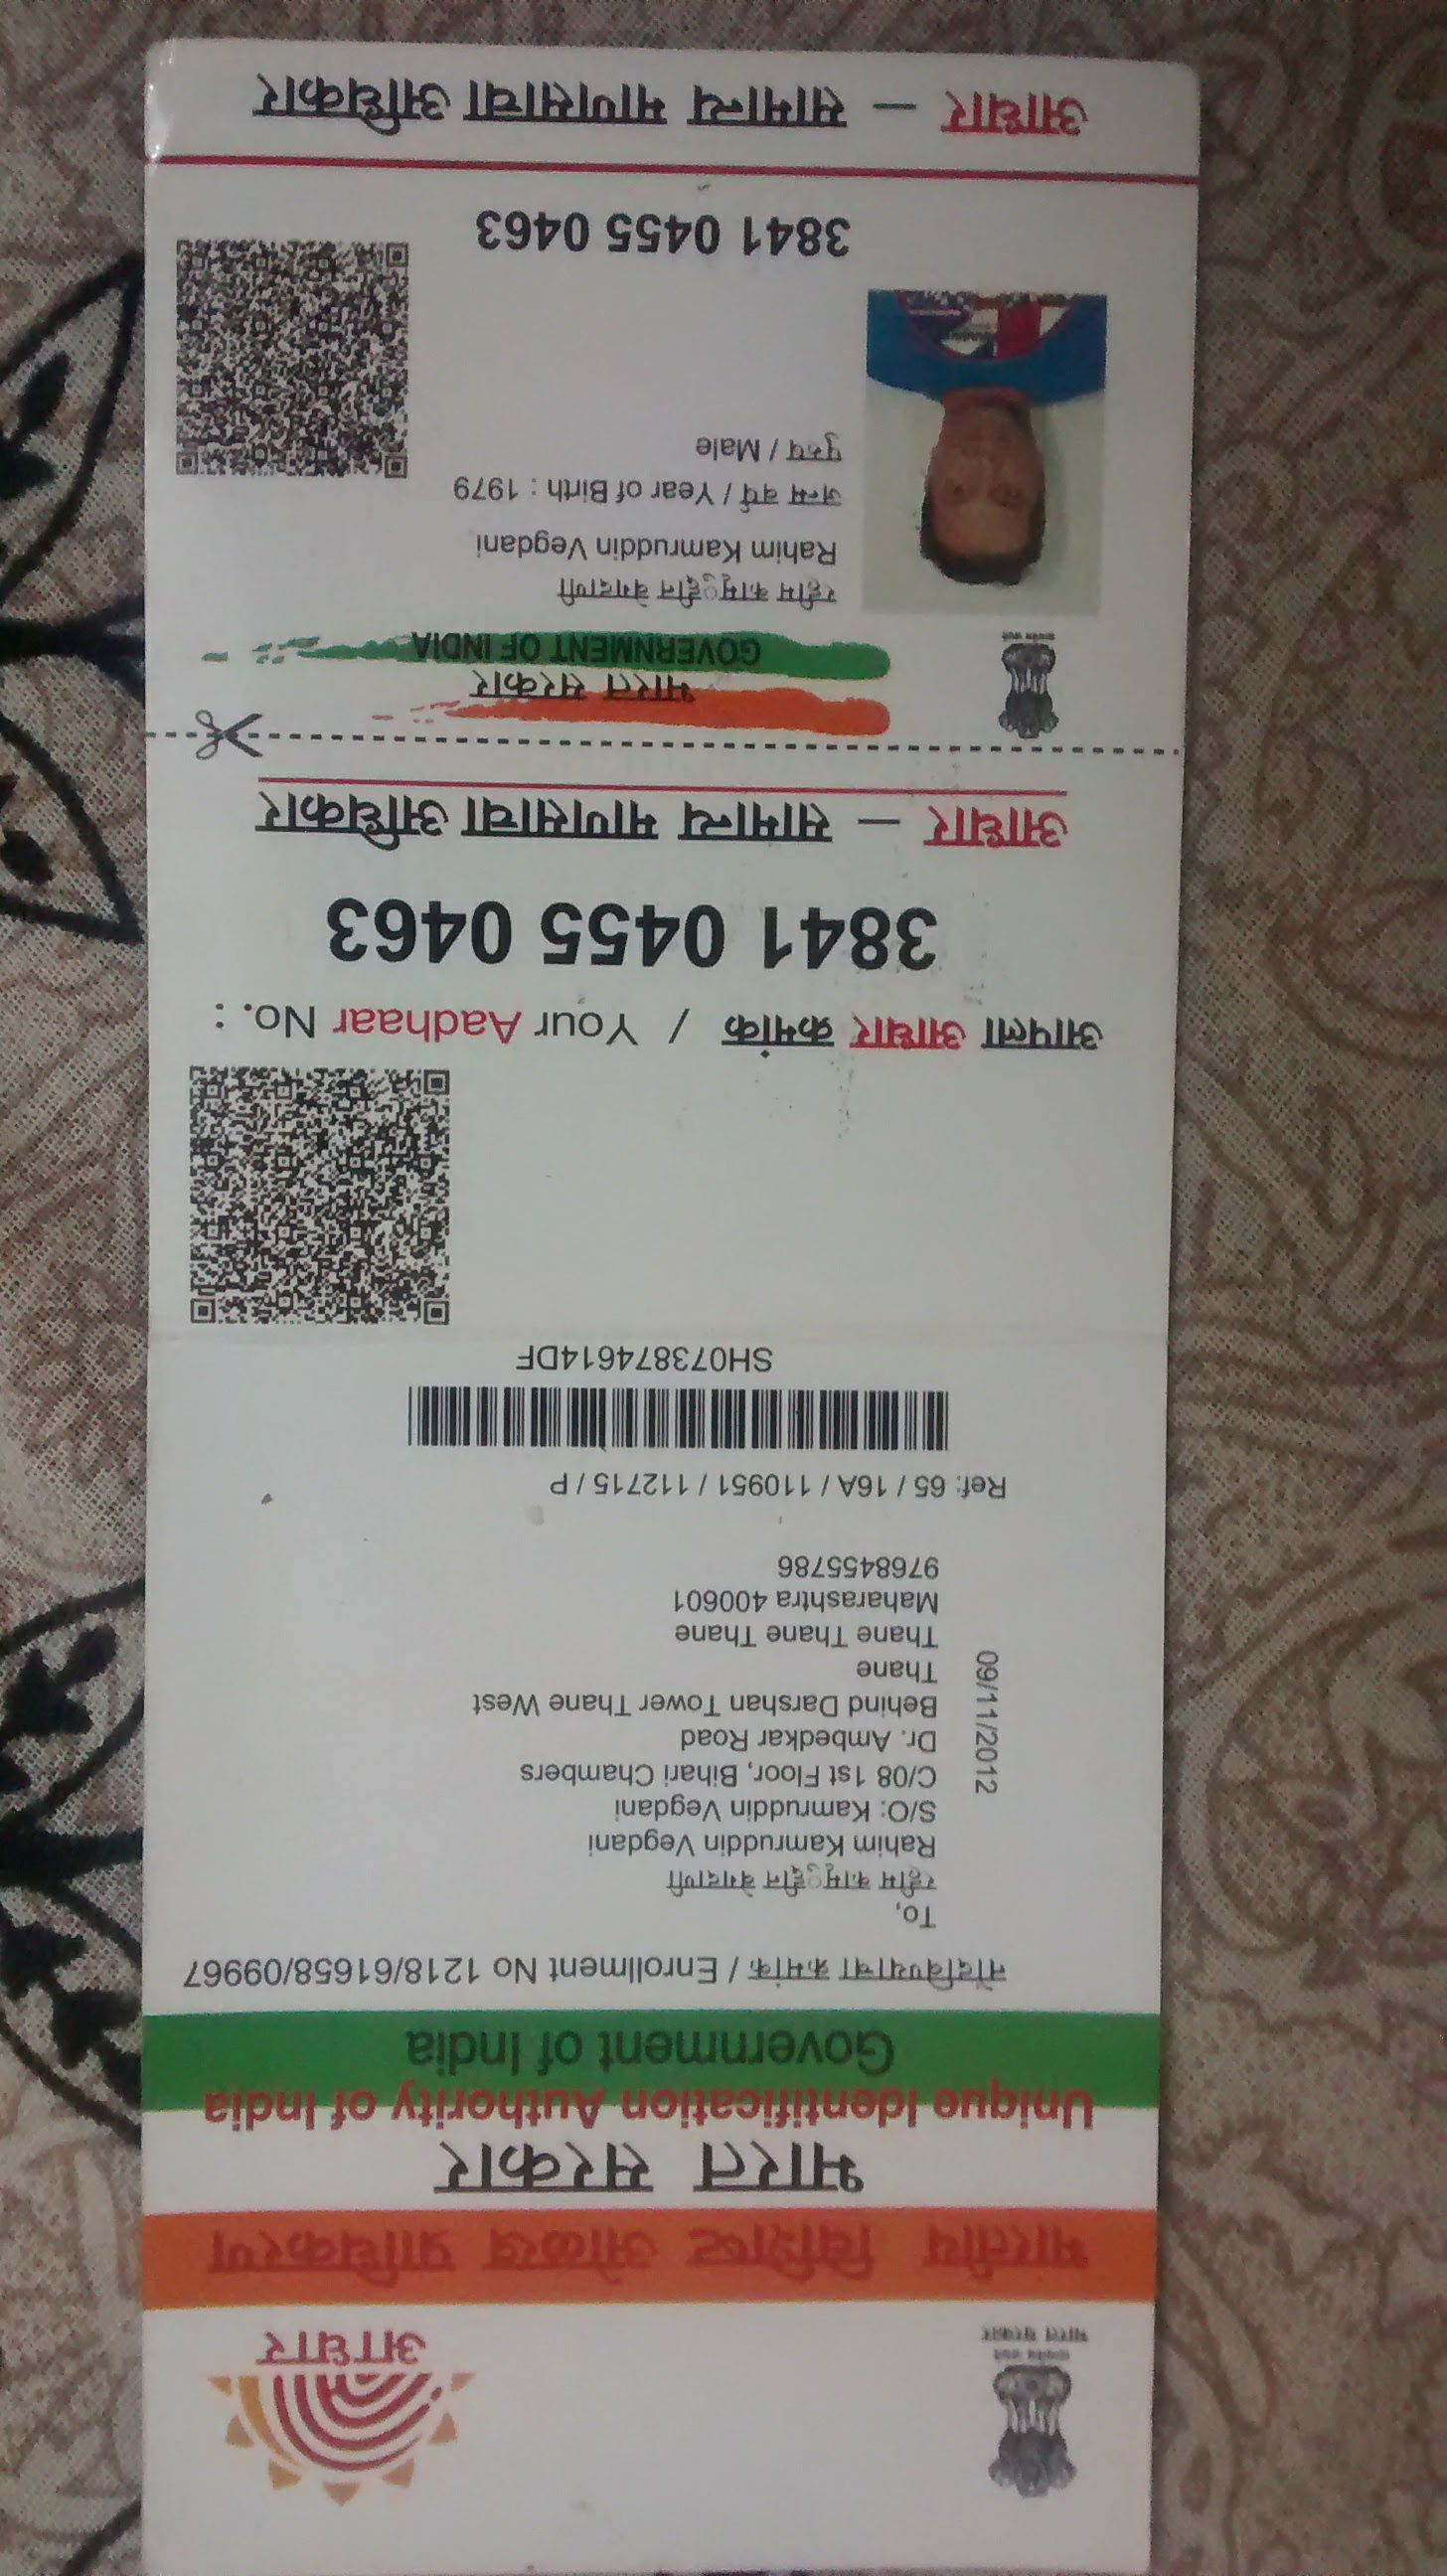 सत्यमेव जयते
भारत सरकार
आधार
भारतीय विशिष्ट ओळख प्राधिकरण
भारत सरकार
Unique Identification Authority of India
Government of India
नोंदविण्याचा क्रमांक / Enrollment No 1218/61658/09967
To,
रहीम कामृुद्दीन वेगदाणी
Rahim Kamruddin Vegdani
S/O: Kamruddin Vegdani
C/08 1st Floor, Bihari Chambers
Dr. Ambedkar Road
Behind Darshan Tower Thane West
Thane
Thane Thane Thane
Maharashtra 400601
9768455786
09/11/2012
Ref: 65 / 16A / 110951 / 112715 / P
SH073874614DF
आपला आधार क्रमांक / Your Aadhaar No. :
3841 0455 0463
आधार – सामान्य माणसाचा अधिकार
सत्यमेव जयते
भारत सरकार
GOVERNMENT OF INDIA
रहीम कामृुद्दीन वेगदाणी
Rahim Kamruddin Vegdani
जन्म वर्ष / Year of Birth : 1979
पुरुष / Male
3841 0455 0463
आधार – सामान्य माणसाचा अधिकार